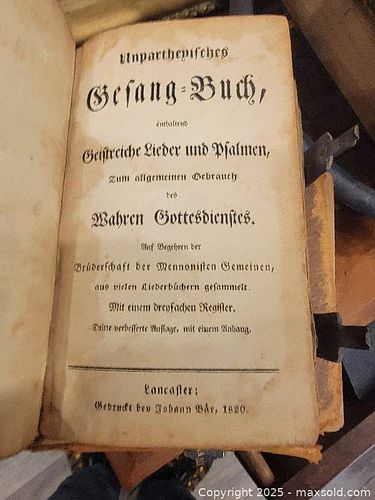 Unpartheyisches
Gesang=Buch,
enthaltend
Geistreiche Lieder und Psalmen,
Zum allgemeinen Gebrauch
des
Wahren Gottesdienstes.
Auf Begehren der
Brüderschaft der Mennonisten Gemeinen,
aus vielen Liederbüchern gesammelt.
Mit einem dreyfachen Register.
Dritte verbesserte Auflage, mit einem Anhang.
Lancaster:
Gedruckt bey Johann Bär, 1820.
Copyright © 2025 - maxsold.com